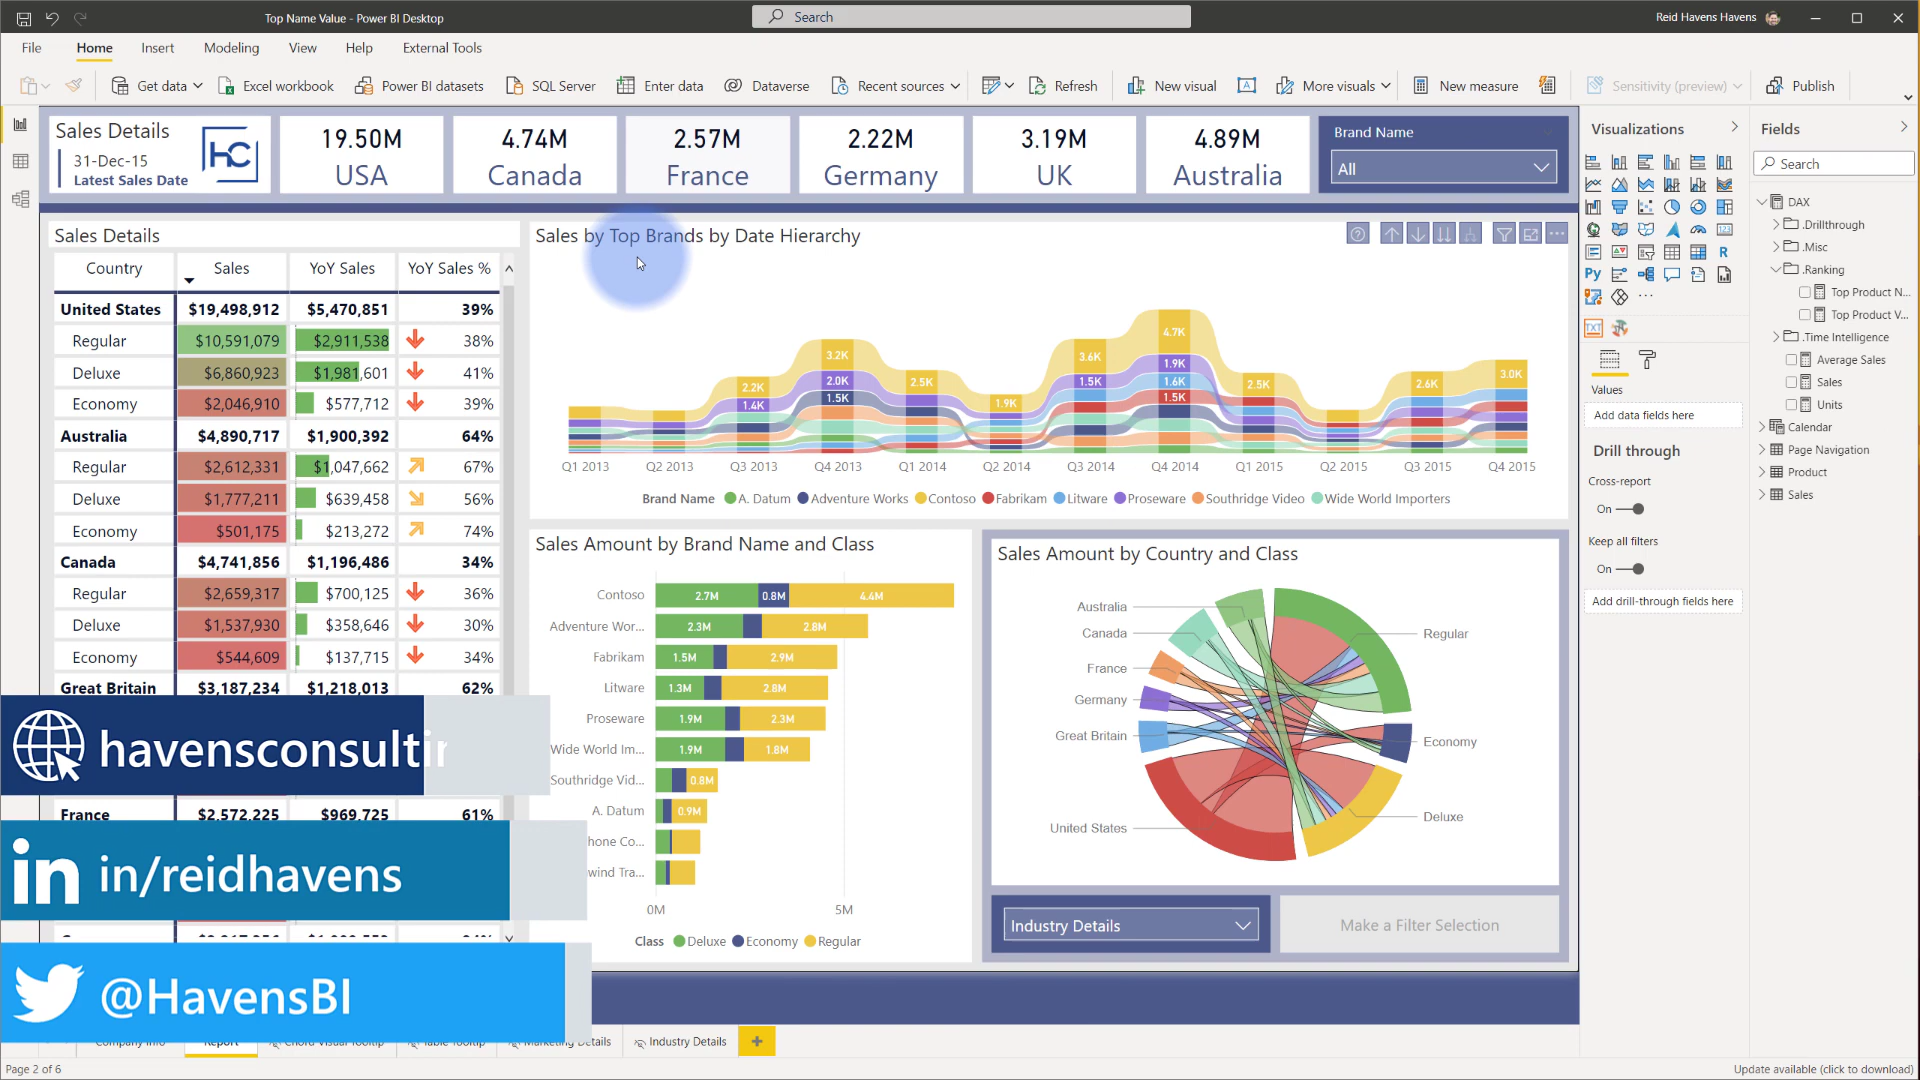 Top Name Value - Power BI Desktop
Search
Reid Havens Havens
File Home Insert Modeling View Help External Tools
Get data Excel workbook Power BI datasets SQL Server Enter data Dataverse Recent sources Refresh New visual More visuals New measure Sensitivity (preview) Publish
Sales Details
31-Dec-15
Latest Sales Date
HC
19.50M
USA
4.74M
Canada
2.57M
France
2.22M
Germany
3.19M
UK
4.89M
Australia
Brand Name
All
Sales Details
Country Sales YoY Sales YoY Sales %
United States $19,498,912 $5,470,851 39%
Regular $10,591,079 $2,911,538 38%
Deluxe $6,860,923 $1,981,601 41%
Economy $2,046,910 $577,712 39%
Australia $4,890,717 $1,900,392 64%
Regular $2,612,331 $1,047,662 67%
Deluxe $1,777,211 $639,458 56%
Economy $501,175 $213,272 74%
Canada $4,741,856 $1,196,486 34%
Regular $2,659,317 $700,125 36%
Deluxe $1,537,930 $358,646 30%
Economy $544,609 $137,715 34%
Great Britain $3,187,234 $1,218,013 62%
France $2,572,225 $969,725 61%
havensconsultin
in in/reidhavens
@HavensBI
Sales by Top Brands by Date Hierarchy
2.2K 1.4K
3.2K 2.0K 1.5K
2.5K
1.9K
3.6K 1.5K
4.7K 1.9K 1.6K 1.5K
2.5K
2.6K
3.0K
Q1 2013 Q2 2013 Q3 2013 Q4 2013 Q1 2014 Q2 2014 Q3 2014 Q4 2014 Q1 2015 Q2 2015 Q3 2015 Q4 2015
Brand Name A. Datum Adventure Works Contoso Fabrikam Litware Proseware Southridge Video Wide World Importers
Sales Amount by Brand Name and Class
Contoso 2.7M 0.8M 4.4M
Adventure Wor... 2.3M 2.8M
Fabrikam 1.5M 2.9M
Litware 1.3M 2.8M
Proseware 1.9M 2.3M
Wide World Im... 1.9M 1.8M
Southridge Vid... 0.8M
A. Datum 0.9M
hone Co...
wind Tra...
0M 5M
Class Deluxe Economy Regular
Sales Amount by Country and Class
Australia
Canada
France
Germany
Great Britain
United States
Regular
Economy
Deluxe
Industry Details
Make a Filter Selection
Visualizations
R
Py
TXT
Values
Add data fields here
Drill through
Cross-report
On
Keep all filters
On
Add drill-through fields here
Fields
Search
DAX
.Drillthrough
.Misc
.Ranking
Top Product N...
Top Product V...
.Time Intelligence
Average Sales
Sales
Units
Calendar
Page Navigation
Product
Sales
Company Info Report Chord Visual Tooltip Table Tooltip Marketing Details Industry Details
Page 2 of 6
Update available (click to download)